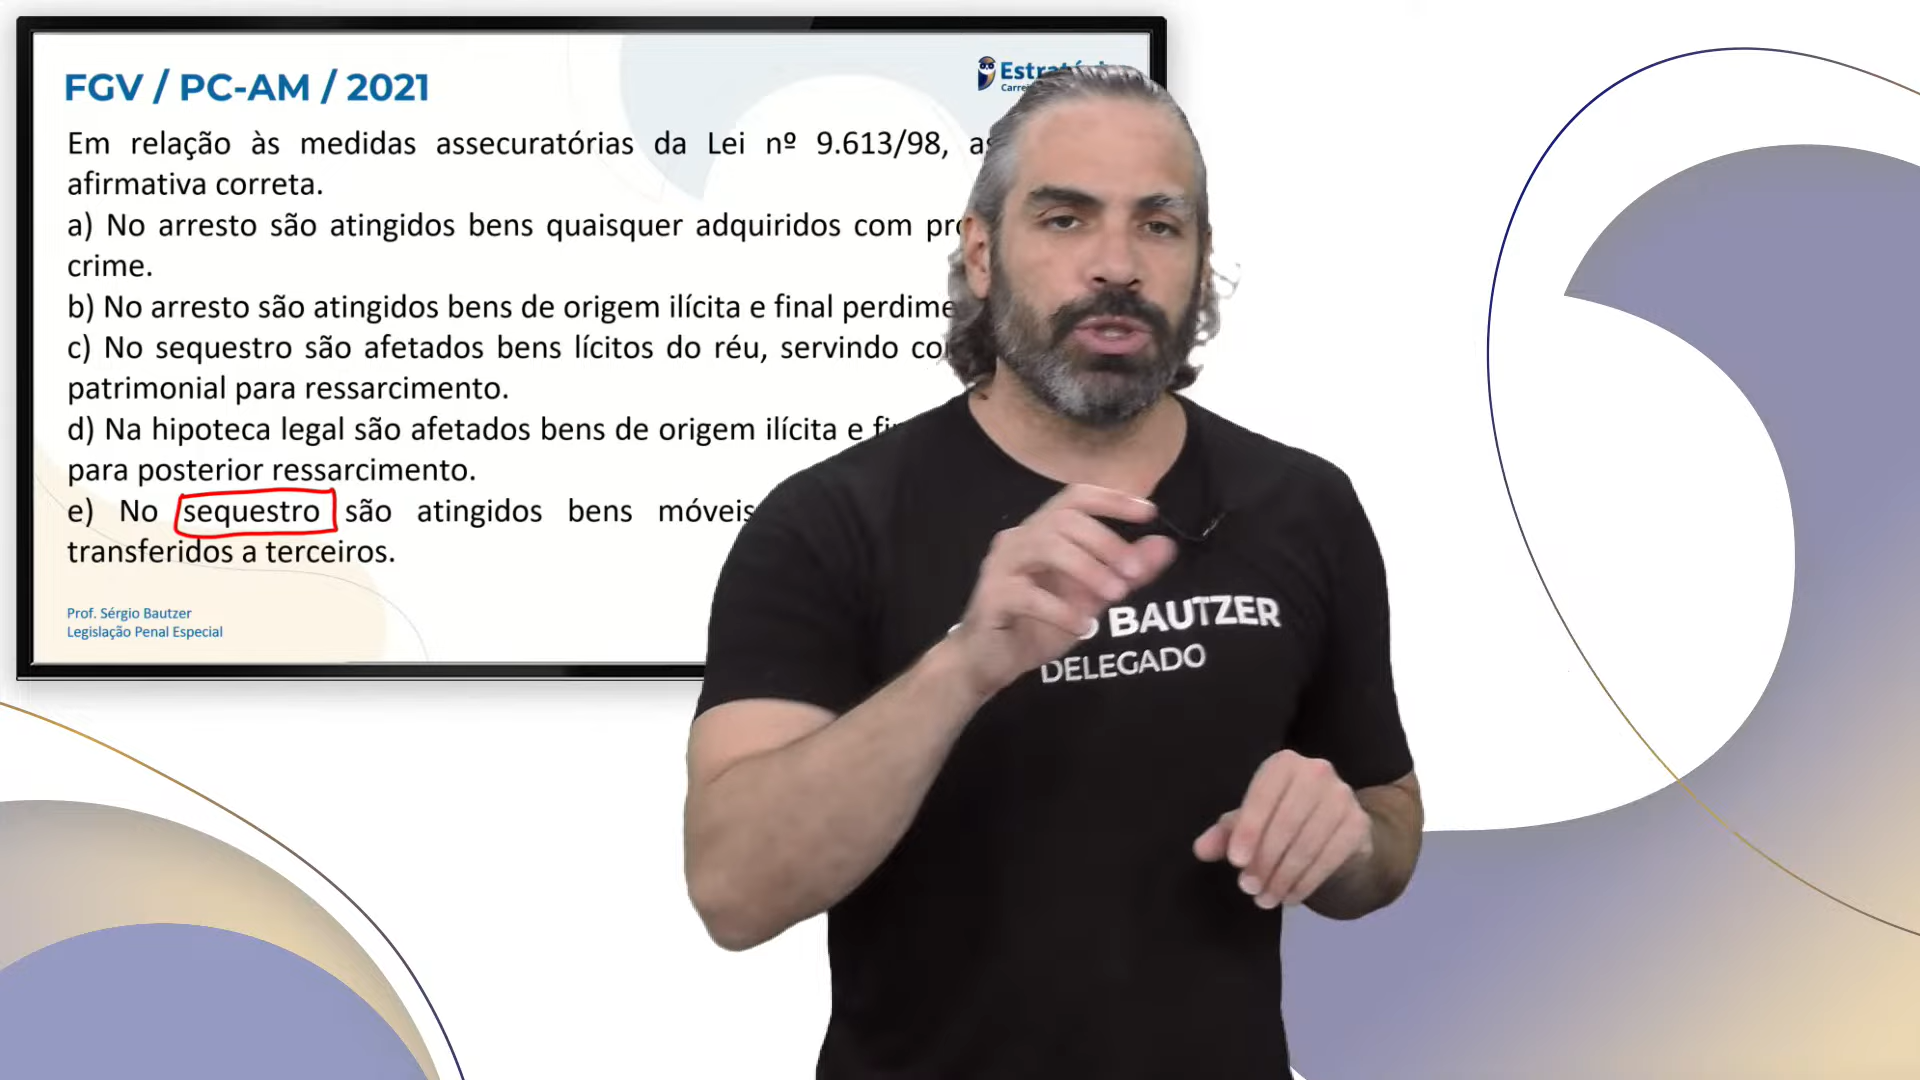 FGV / PC-AM / 2021
Em relação às medidas assecuratórias da Lei nº 9.613/98,
afirmativa correta.
a) No arresto são atingidos bens quaisquer adquiridos com
crime.
b) No arresto são atingidos bens de origem ilícita e final
c) No sequestro são afetados bens lícitos do réu, servindo
patrimonial para ressarcimento.
d) Na hipoteca legal são afetados bens de origem ilícita e
para posterior ressarcimento.
e) No sequestro são atingidos bens móveis
transferidos a terceiros.
Prof. Sérgio Bautzer
Legislação Penal Especial
BAUTZER
DELEGADO